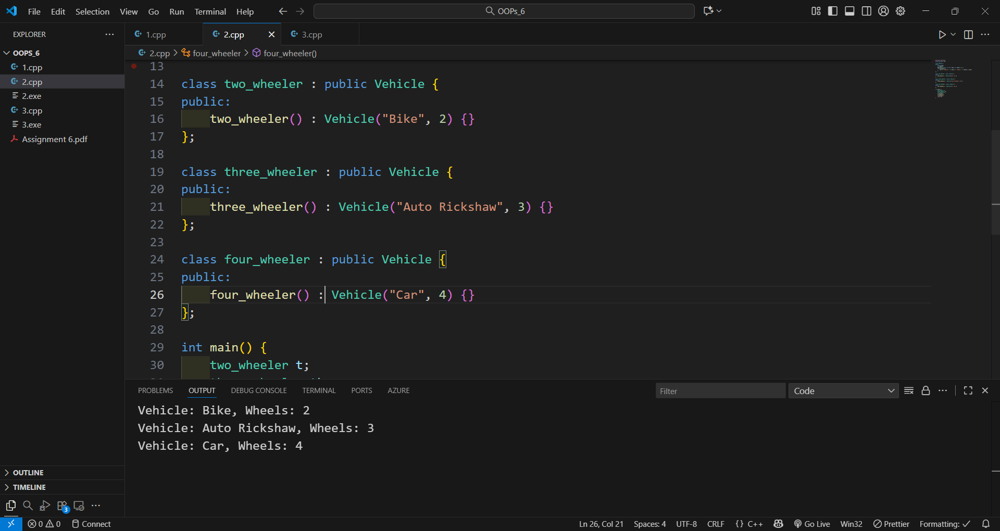 File Edit Selection View Go Run Terminal Help OOPs_6
EXPLORER
OOPS_6
1.cpp
2.cpp
2.exe
3.cpp
3.exe
Assignment 6.pdf
OUTLINE
TIMELINE
3
1.cpp 2.cpp 3.cpp
2.cpp > four_wheeler > four_wheeler()
13
14 class two_wheeler : public Vehicle {
15 public:
16 two_wheeler() : Vehicle("Bike", 2) {}
17 };
18
19 class three_wheeler : public Vehicle {
20 public:
21 three_wheeler() : Vehicle("Auto Rickshaw", 3) {}
22 };
23
24 class four_wheeler : public Vehicle {
25 public:
26 four_wheeler() : Vehicle("Car", 4) {}
27 };
28
29 int main() {
30 two_wheeler t;
PROBLEMS OUTPUT DEBUG CONSOLE TERMINAL PORTS AZURE Filter Code
Vehicle: Bike, Wheels: 2
Vehicle: Auto Rickshaw, Wheels: 3
Vehicle: Car, Wheels: 4
0 0 Connect Ln 26, Col 21 Spaces: 4 UTF-8 CRLF {} C++ Go Live Win32 Prettier Formatting: ✓